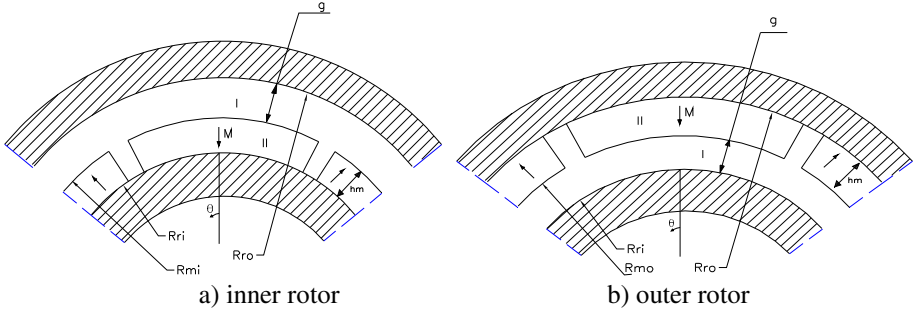 g
I
M
II
hm
θ
Rri
Rro
Rmi
a) inner rotor
g
II
M
I
hm
θ
Rri
Rmo
Rro
b) outer rotor